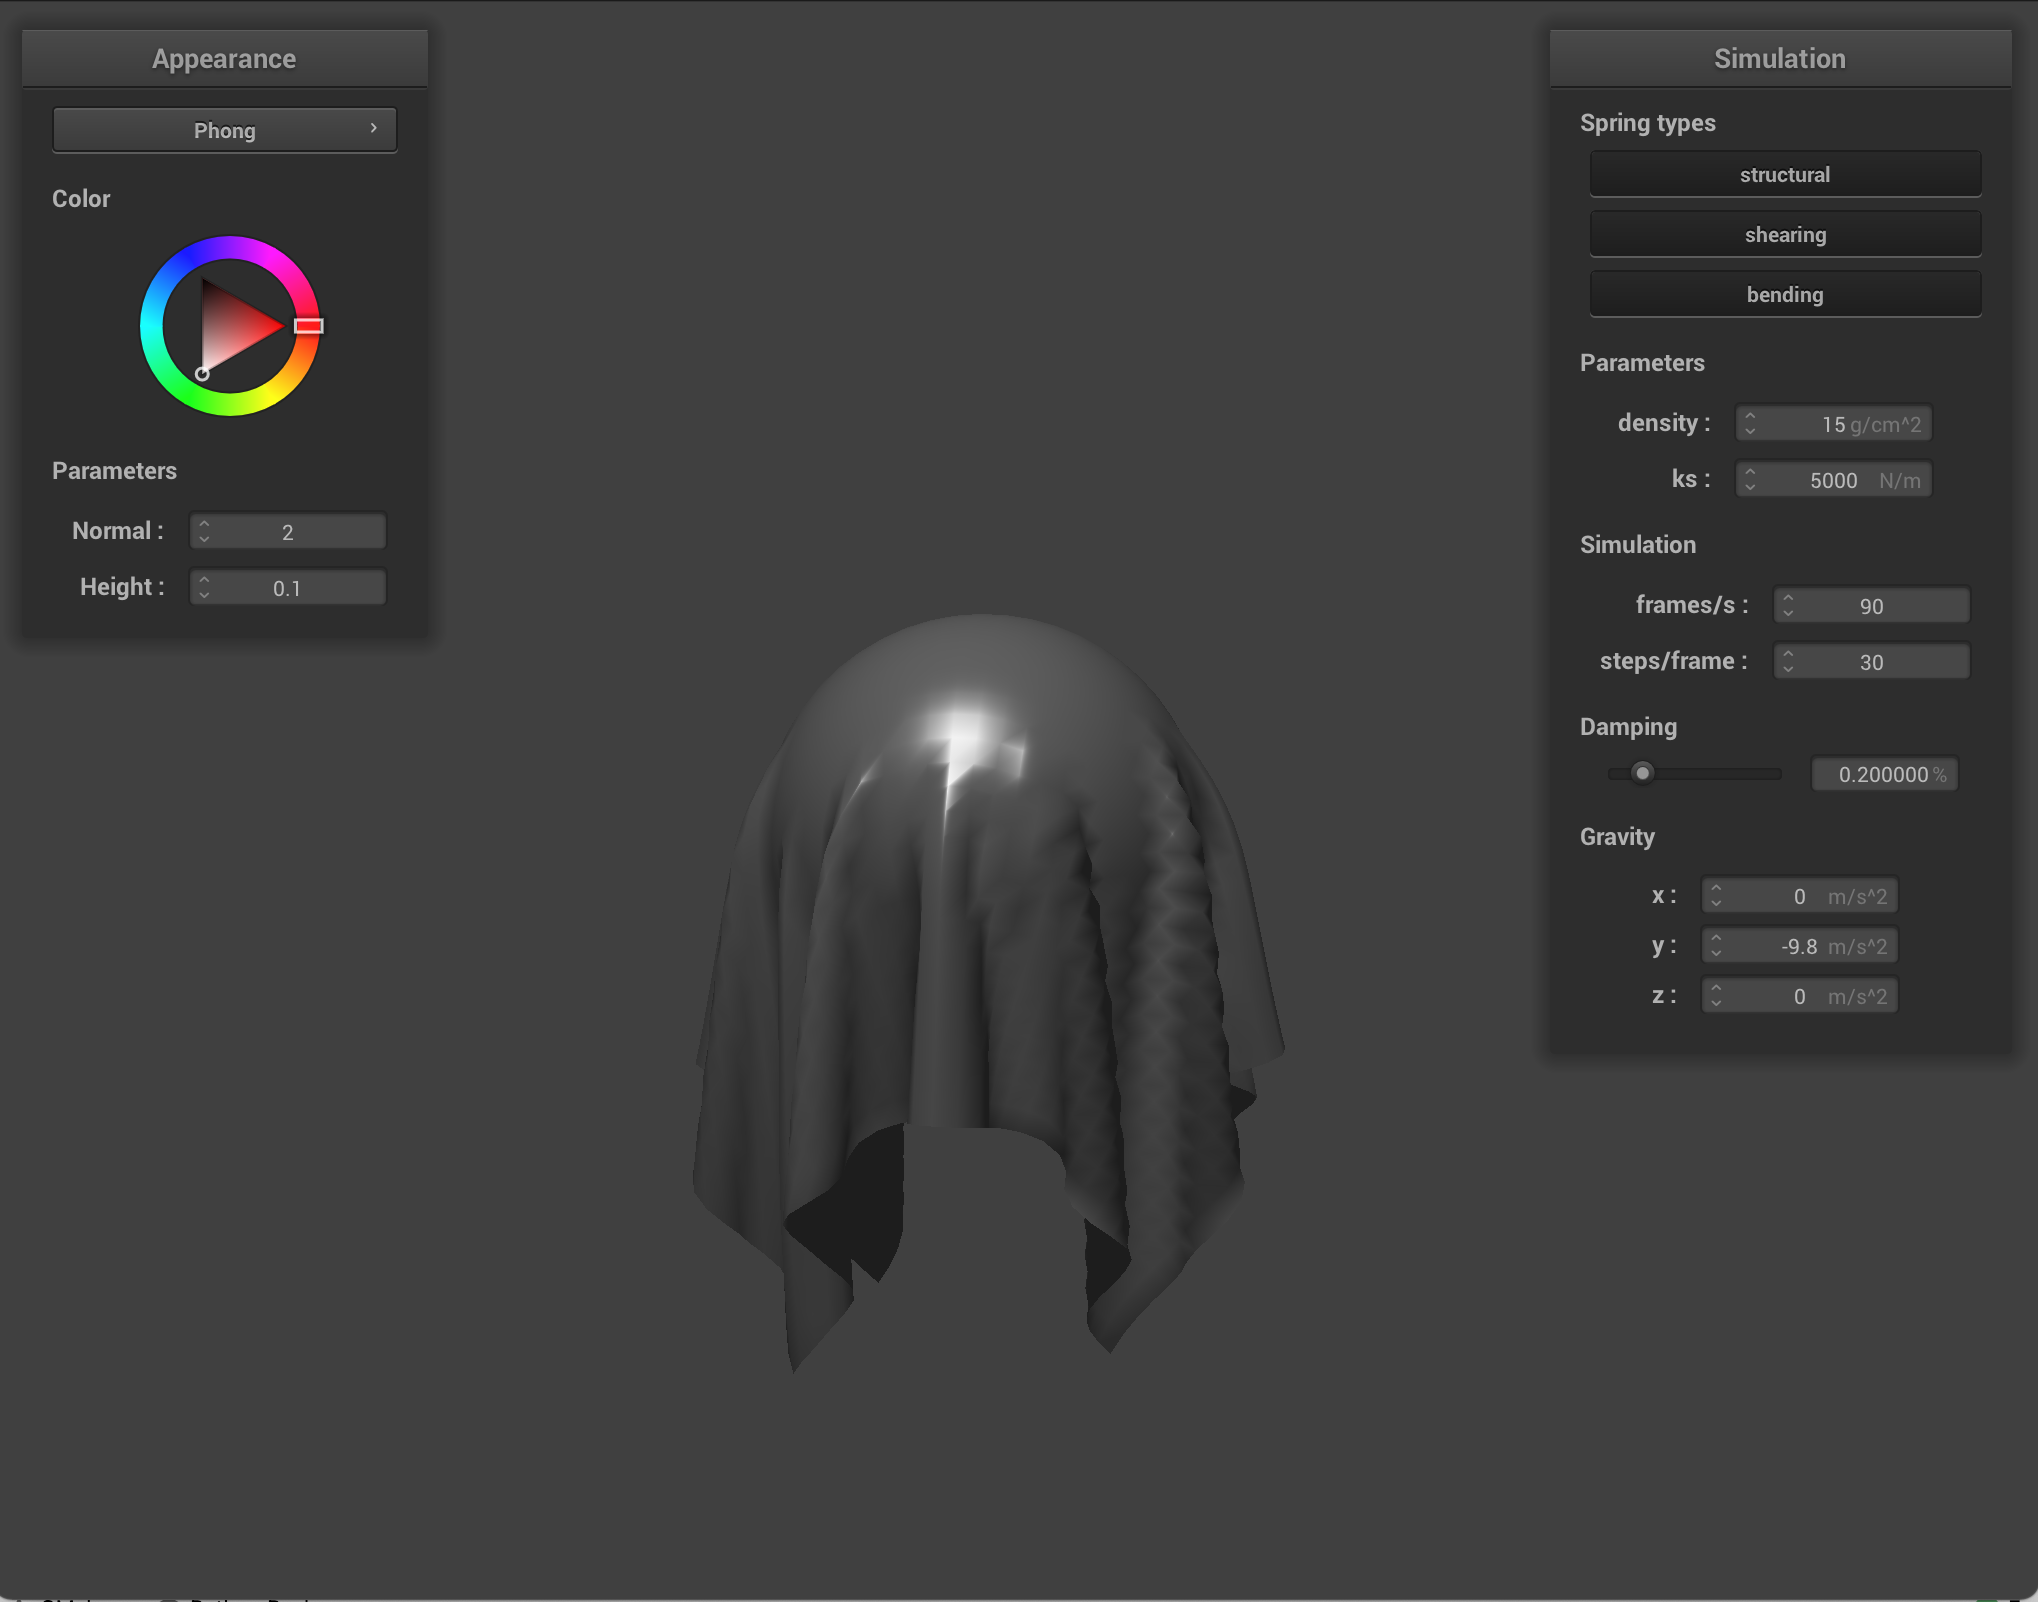 Appearance
Phong
Color
Parameters
Normal : 2
Height : 0.1
Simulation
Spring types
structural
shearing
bending
Parameters
density : 15 g/cm^2
ks : 5000 N/m
Simulation
frames/s : 90
steps/frame : 30
Damping
0.200000 %
Gravity
x : 0 m/s^2
y : -9.8 m/s^2
z : 0 m/s^2